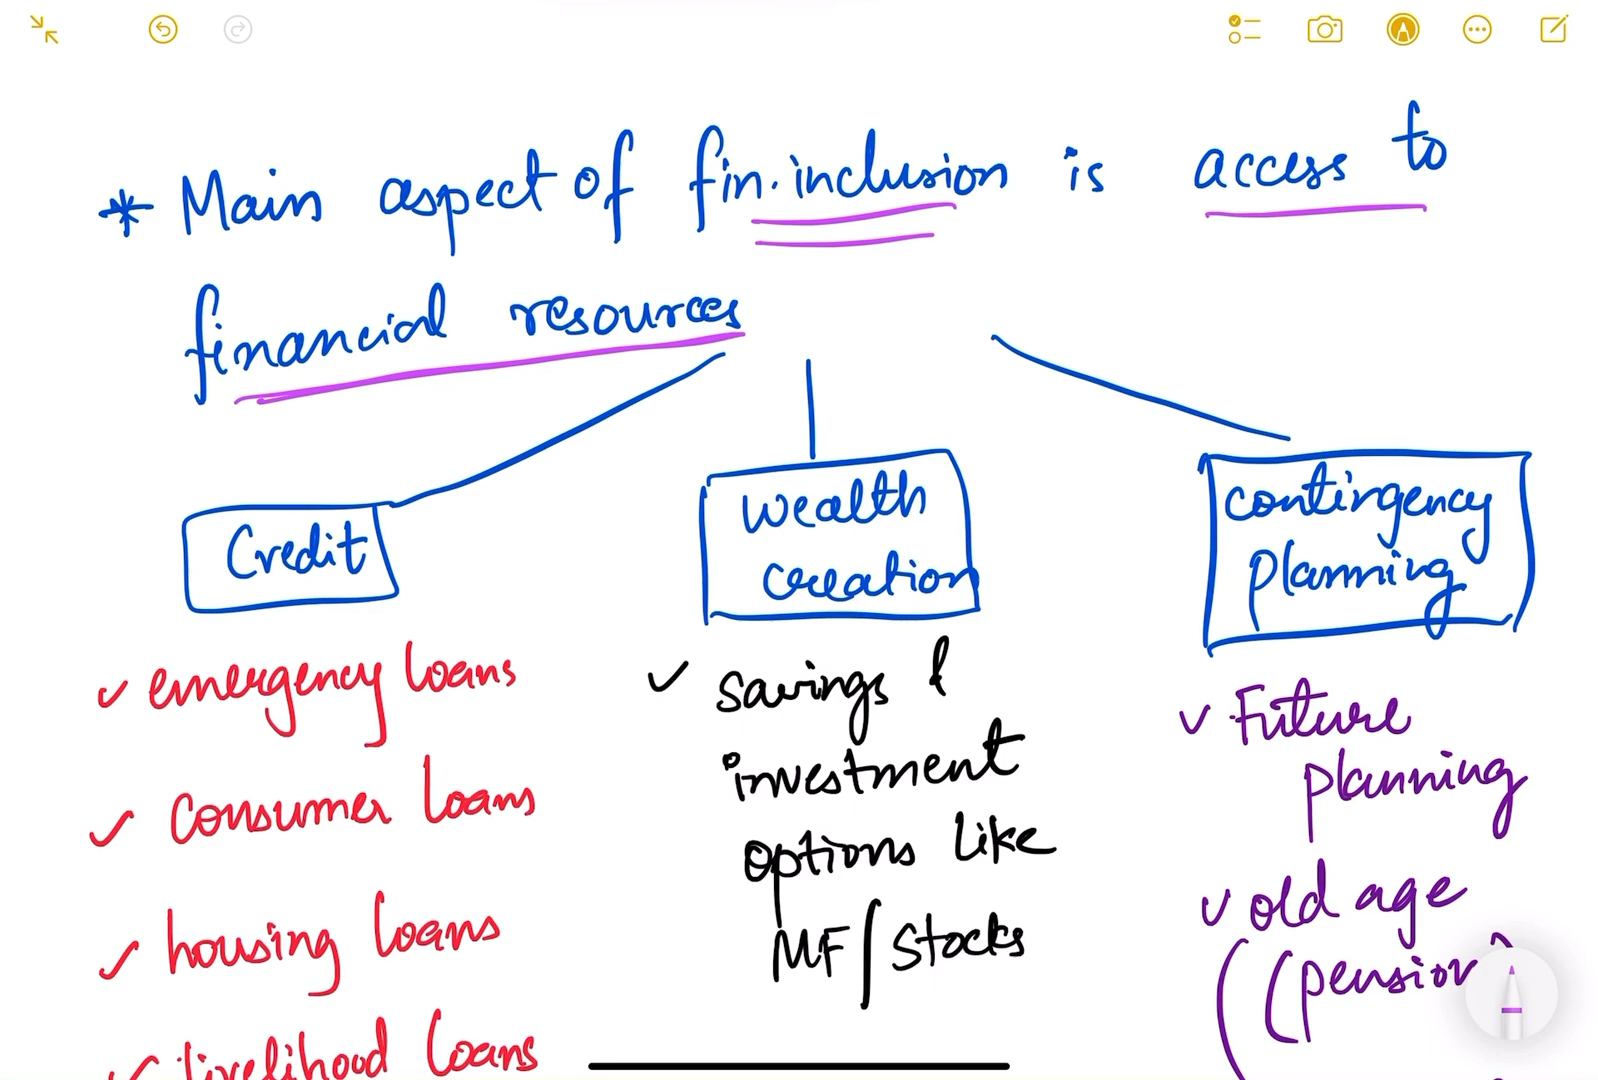 * Main aspect of fin. inclusion is access to
financial resources
Credit
wealth
creation
contingency
planning
✓ emergency loans
✓ consumer loans
✓ housing loans
✓ livelihood loans
✓ savings &
investment
options like
MF / Stocks
✓ Future
planning
✓ old age
(pension)